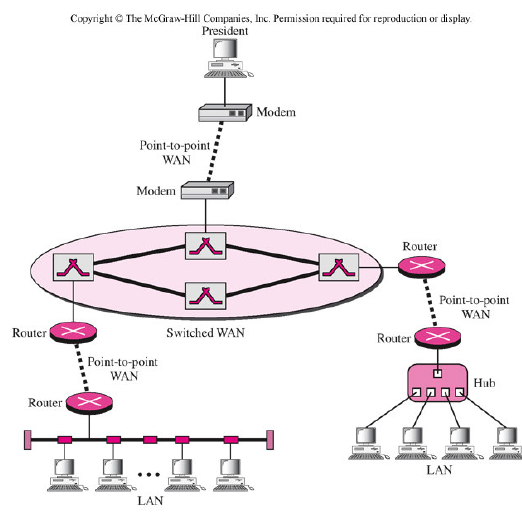 Copyright © The McGraw-Hill Companies, Inc. Permission required for reproduction or display.
President
Modem
Point-to-point
WAN
Modem
Router
Point-to-point
WAN
Router
Switched WAN
Router
Point-to-point
WAN
Hub
Router
LAN
LAN